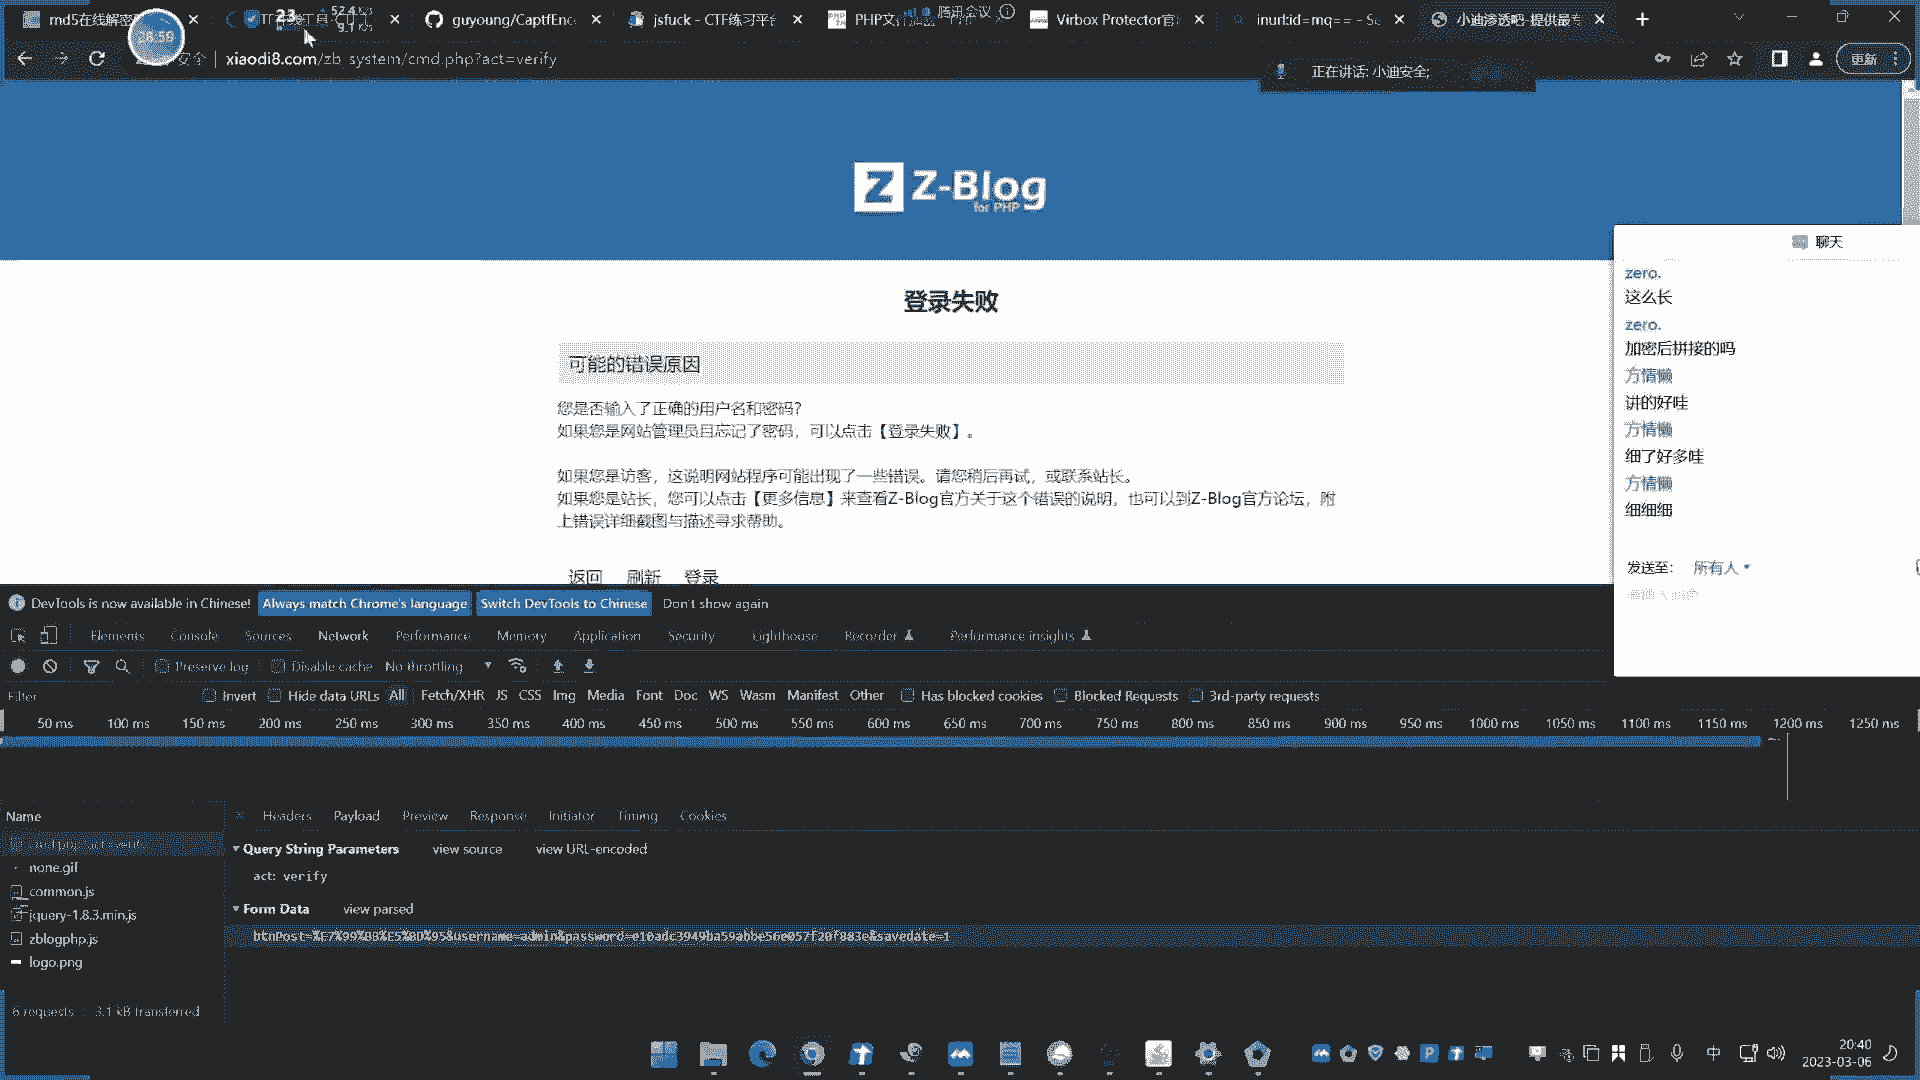 md5在线解密
23
52.4 K/s
9.1 K/s
guyoung/CaptfEnc
jsfuck - CTF练习平台
PHP文
腾讯会议
Virbox Protector官
inurl:id=mq== - Se
小迪渗透吧-提供最专
安全
xiaodi8.com/zb_system/cmd.php?act=verify
更新
正在讲话: 小迪安全;
Z-Blog
for PHP
登录失败
可能的错误原因
您是否输入了正确的用户名和密码?
如果您是网站管理员且忘记了密码，可以点击【登录失败】。
如果您是访客，这说明网站程序可能出现了一些错误。请您稍后再试，或联系站长。
如果您是站长，您可以点击【更多信息】来查看Z-Blog官方关于这个错误的说明，也可以到Z-Blog官方论坛，附
上错误详细截图与描述寻求帮助。
返回 刷新 登录
聊天
zero.
这么长
zero.
加密后拼接的吗
方情懒
讲的好哇
方情懒
细了好多哇
方情懒
细细细
发送至: 所有人
DevTools is now available in Chinese! Always match Chrome's language Switch DevTools to Chinese Don't show again
Elements Console Sources Network Performance Memory Application Security Lighthouse Recorder Performance insights
Preserve log Disable cache No throttling
Filter Invert Hide data URLs All Fetch/XHR JS CSS Img Media Font Doc WS Wasm Manifest Other Has blocked cookies Blocked Requests 3rd-party requests
50 ms 100 ms 150 ms 200 ms 250 ms 300 ms 350 ms 400 ms 450 ms 500 ms 550 ms 600 ms 650 ms 700 ms 750 ms 800 ms 850 ms 900 ms 950 ms 1000 ms 1050 ms 1100 ms 1150 ms 1200 ms 1250 ms
Name
Headers Payload Preview Response Initiator Timing Cookies
cmd.php?act=verify
none.gif
common.js
jquery-1.8.3.min.js
zblogphp.js
logo.png
Query String Parameters view source view URL-encoded
act: verify
Form Data view parsed
btnPost=%E7%99%BB%E5%BD%95&username=admin&password=e10adc3949ba59abbe56e057f20f883e&savedate=1
6 requests 3.1 kB transferred
中
20:40
2023-03-06